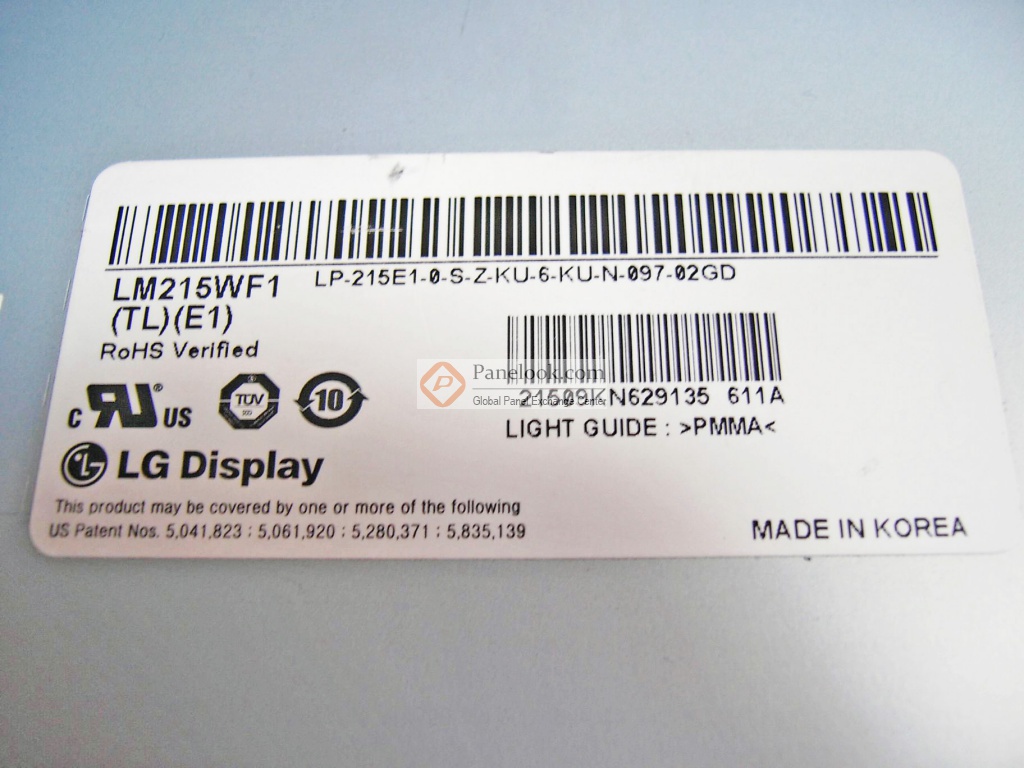 LM215WF1
(TL)(E1)
LP-215E1-0-S-Z-KU-6-KU-N-097-02GD
RoHS Verified
c RU ® US
TÜV
10
Panelook.com
Global Panel Exchange Center
21509KN629135 611A
LIGHT GUIDE : >PMMA<
LG Display
This product may be covered by one or more of the following
US Patent Nos. 5,041,823 : 5,061,920 : 5,280,371 : 5,835,139
MADE IN KOREA